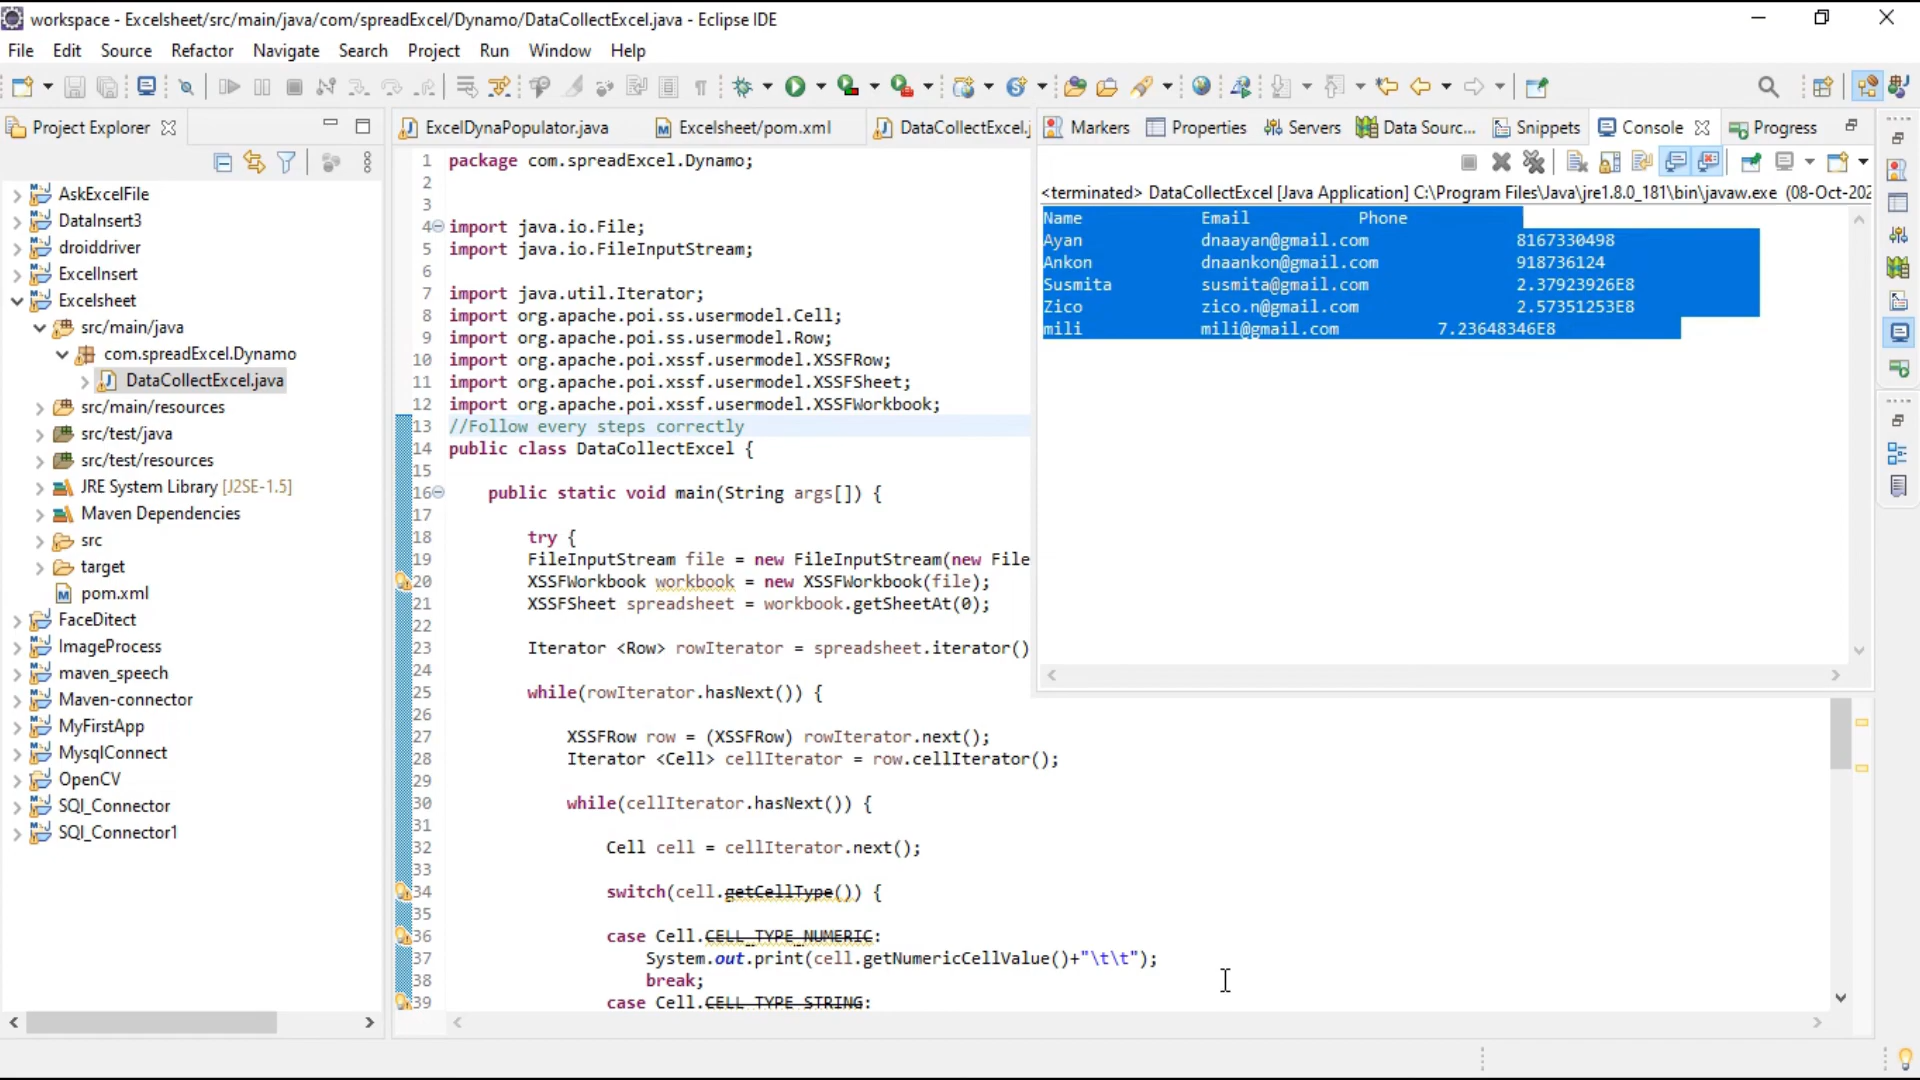 workspace - Excelsheet/src/main/java/com/spreadExcel/Dynamo/DataCollectExcel.java - Eclipse IDE
File Edit Source Refactor Navigate Search Project Run Window Help
Project Explorer
AskExcelFile
DataInsert3
droiddriver
ExcelInsert
Excelsheet
src/main/java
com.spreadExcel.Dynamo
DataCollectExcel.java
src/main/resources
src/test/java
src/test/resources
JRE System Library [J2SE-1.5]
Maven Dependencies
src
target
pom.xml
FaceDitect
ImageProcess
maven_speech
Maven-connector
MyFirstApp
MysqlConnect
OpenCV
SQl_Connector
SQl_Connector1
ExcelDynaPopulator.java Excelsheet/pom.xml DataCollectExcel.j
1 package com.spreadExcel.Dynamo;
2
3
4 import java.io.File;
5 import java.io.FileInputStream;
6
7 import java.util.Iterator;
8 import org.apache.poi.ss.usermodel.Cell;
9 import org.apache.poi.ss.usermodel.Row;
10 import org.apache.poi.xssf.usermodel.XSSFRow;
11 import org.apache.poi.xssf.usermodel.XSSFSheet;
12 import org.apache.poi.xssf.usermodel.XSSFWorkbook;
13 //Follow every steps correctly
14 public class DataCollectExcel {
15
16 public static void main(String args[]) {
17
18 try {
19 FileInputStream file = new FileInputStream(new File
20 XSSFWorkbook workbook = new XSSFWorkbook(file);
21 XSSFSheet spreadsheet = workbook.getSheetAt(0);
22
23 Iterator <Row> rowIterator = spreadsheet.iterator()
24
25 while(rowIterator.hasNext()) {
26
27 XSSFRow row = (XSSFRow) rowIterator.next();
28 Iterator <Cell> cellIterator = row.cellIterator();
29
30 while(cellIterator.hasNext()) {
31
32 Cell cell = cellIterator.next();
33
34 switch(cell.getCellType()) {
35
36 case Cell.CELL_TYPE_NUMERIC:
37 System.out.print(cell.getNumericCellValue()+"\t\t");
38 break;
39 case Cell.CELL_TYPE_STRING:
Markers Properties Servers Data Sourc... Snippets Console Progress
<terminated> DataCollectExcel [Java Application] C:\Program Files\Java\jre1.8.0_181\bin\javaw.exe (08-Oct-202
Name Email Phone
Ayan dnaayan@gmail.com 8167330498
Ankon dnaankon@gmail.com 918736124
Susmita susmita@gmail.com 2.37923926E8
Zico zico.n@gmail.com 2.57351253E8
mili mili@gmail.com 7.23648346E8